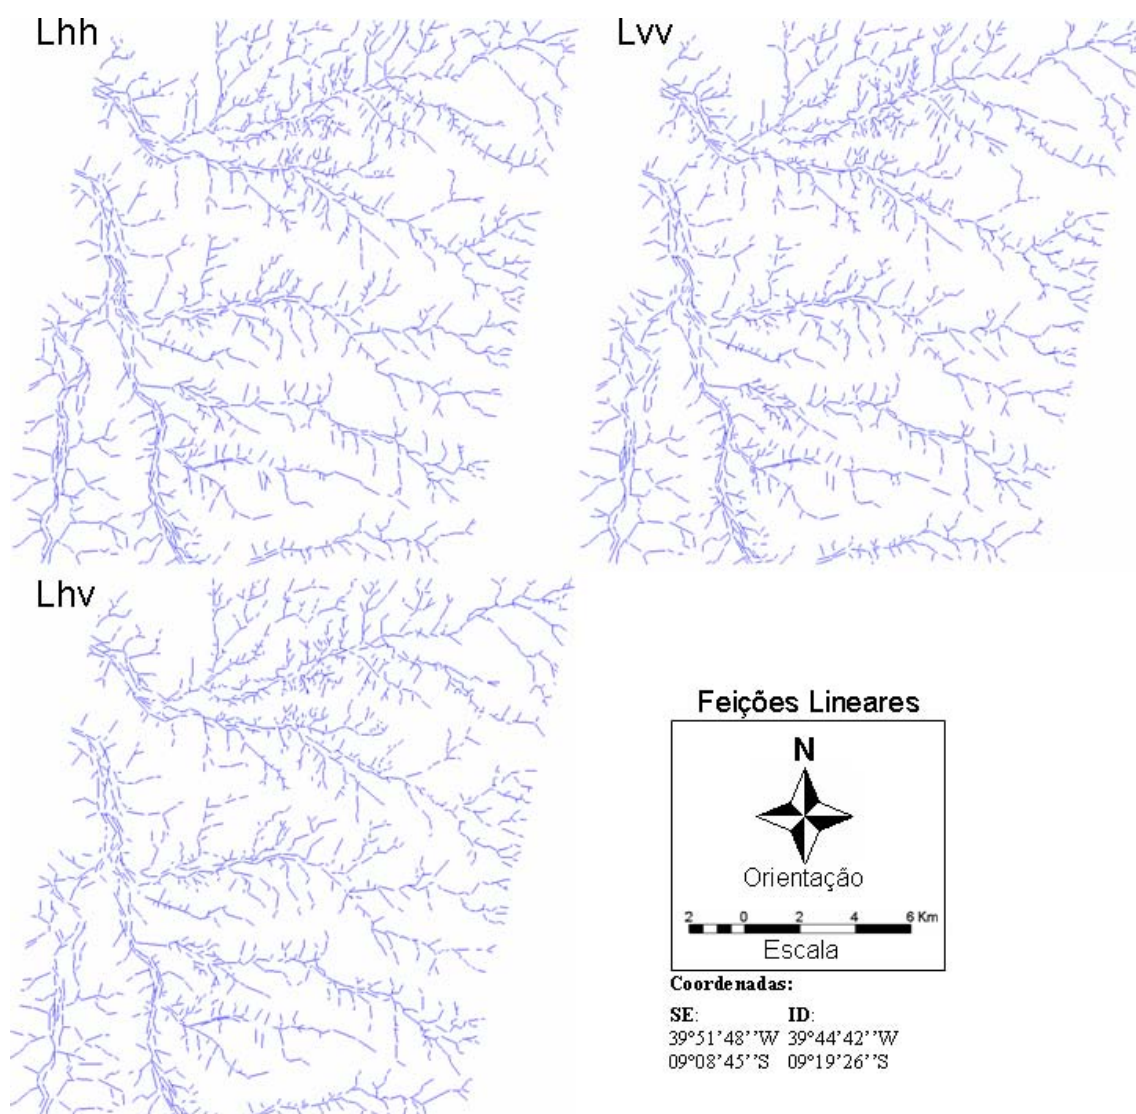 Lhh
Lvv
Lhv
Feições Lineares
N
Orientação
2 0 2 4 6 Km
Escala
Coordenadas:
SE: ID:
39°51’48’’W 39°44’42’’W
09°08’45’’S 09°19’26’’S